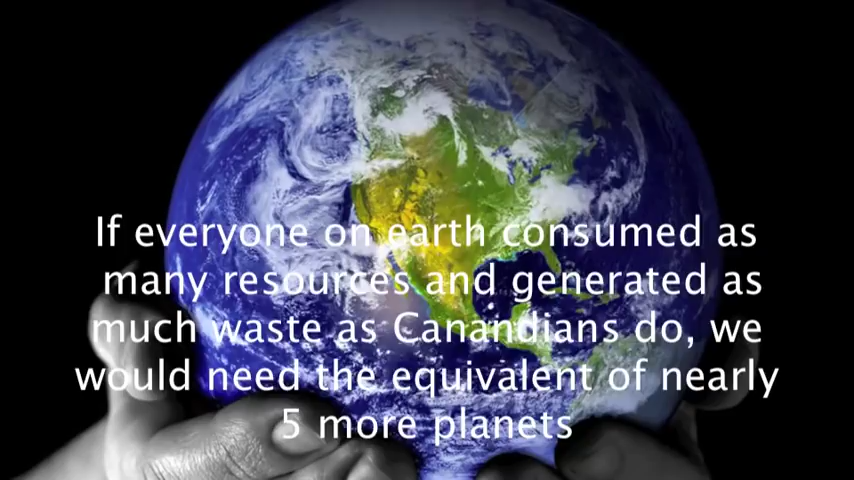 If everyone on earth consumed as
many resources and generated as
much waste as Canandians do, we
would need the equivalent of nearly
5 more planets